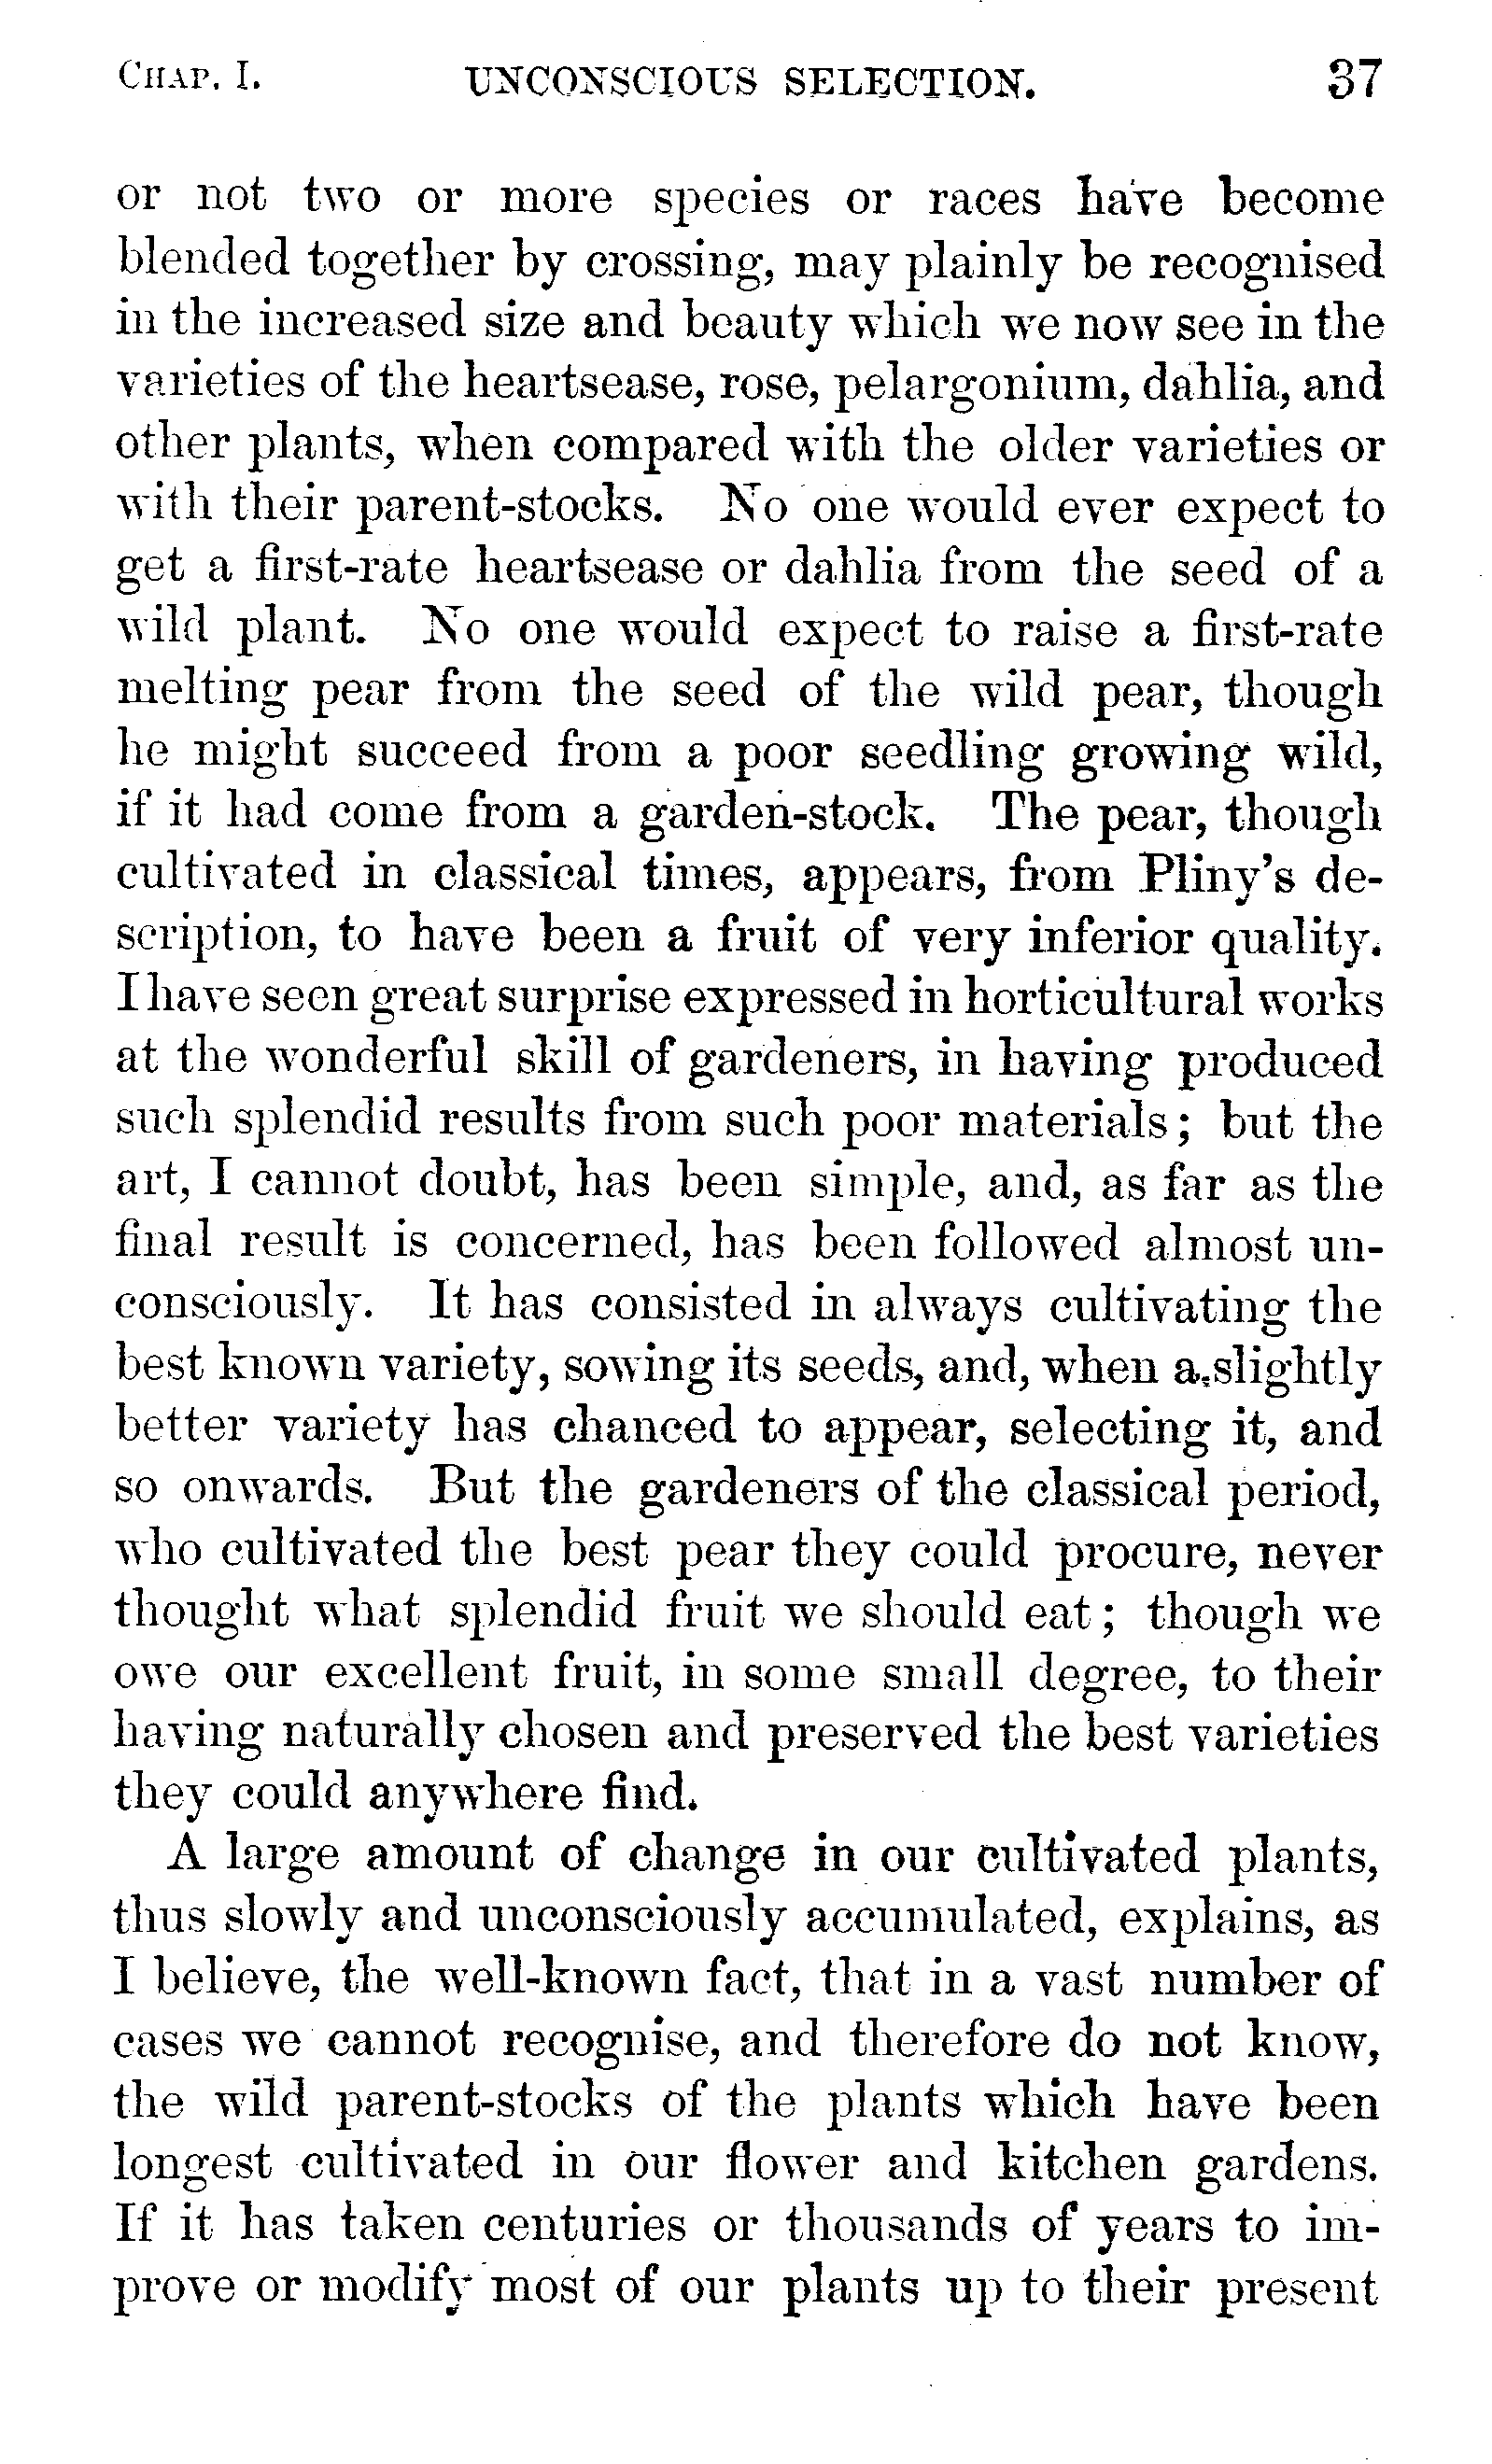 CHAP. I. UNCONSCIOUS SELECTION. 37
or not two or more species or races have become
blended together by crossing, may plainly be recognised
in the increased size and beauty which we now see in the
varieties of the heartsease, rose, pelargonium, dahlia, and
other plants, when compared with the older varieties or
with their parent-stocks. No one would ever expect to
get a first-rate heartsease or dahlia from the seed of a
wild plant. No one would expect to raise a first-rate
melting pear from the seed of the wild pear, though
he might succeed from a poor seedling growing wild,
if it had come from a garden-stock. The pear, though
cultivated in classical times, appears, from Pliny's de-
scription, to have been a fruit of very inferior quality.
I have seen great surprise expressed in horticultural works
at the wonderful skill of gardeners, in having produced
such splendid results from such poor materials; but the
art, I cannot doubt, has been simple, and, as far as the
final result is concerned, has been followed almost un-
consciously. It has consisted in always cultivating the
best known variety, sowing its seeds, and, when a slightly
better variety has chanced to appear, selecting it, and
so onwards. But the gardeners of the classical period,
who cultivated the best pear they could procure, never
thought what splendid fruit we should eat; though we
owe our excellent fruit, in some small degree, to their
having naturally chosen and preserved the best varieties
they could anywhere find.
A large amount of change in our cultivated plants,
thus slowly and unconsciously accumulated, explains, as
I believe, the well-known fact, that in a vast number of
cases we cannot recognise, and therefore do not know,
the wild parent-stocks of the plants which have been
longest cultivated in our flower and kitchen gardens.
If it has taken centuries or thousands of years to im-
prove or modify most of our plants up to their present